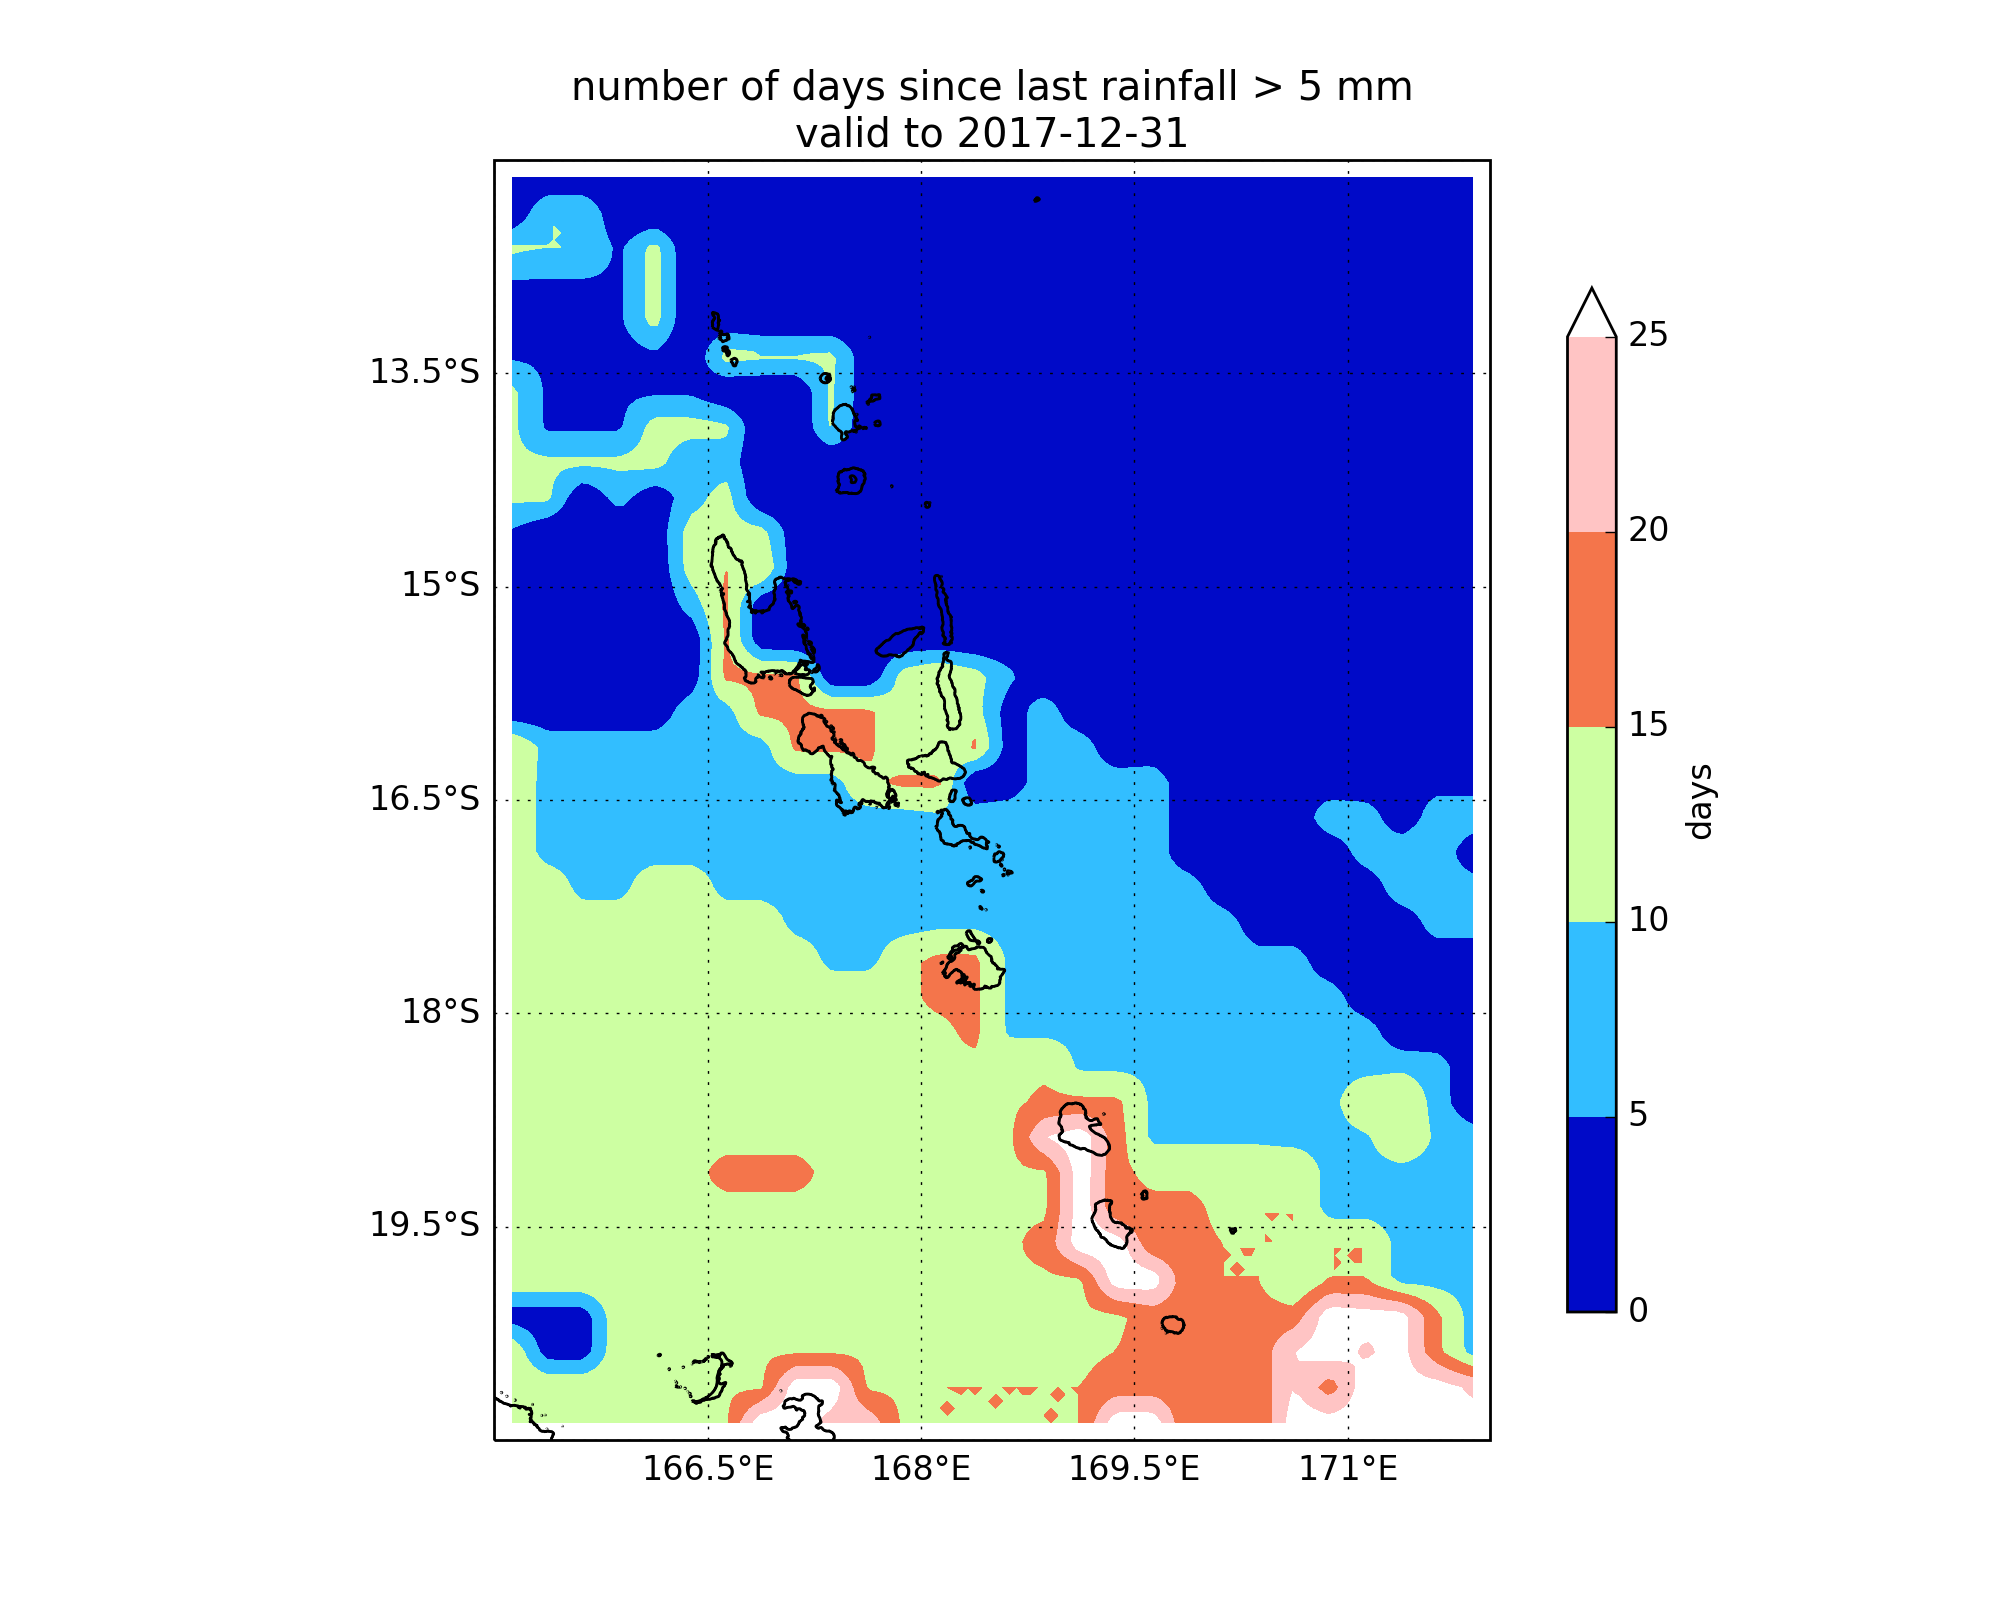 number of days since last rainfall > 5 mm
valid to 2017-12-31
13.5°S
15°S
16.5°S
18°S
19.5°S
166.5°E
168°E
169.5°E
171°E
25
20
15
10
5
0
days